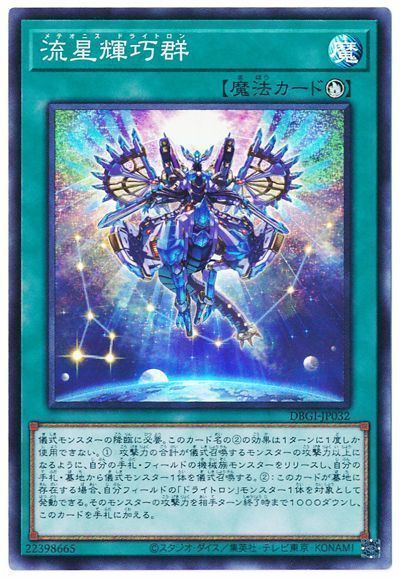 メテオニス ドライトロン
流星輝巧群
魔
【魔法カード】
DBGI-JP032
儀式モンスターの降臨に必要。このカード名の②の効果は1ターンに1度しか
使用できない。① 攻撃力の合計が儀式召喚するモンスターの攻撃力以上に
なるように、自分の手札・フィールドの機械族モンスターをリリースし、自分の
手札・墓地から儀式モンスター1体を儀式召喚する。②:このカードが墓地に
存在する場合、自分フィールドの「ドライトロン」モンスター1体を対象として
発動できる。そのモンスターの攻撃力を相手ターン終了時まで1000ダウンし、
このカードを手札に加える。
22398665
©スタジオ・ダイス/集英社・テレビ東京・KONAMI